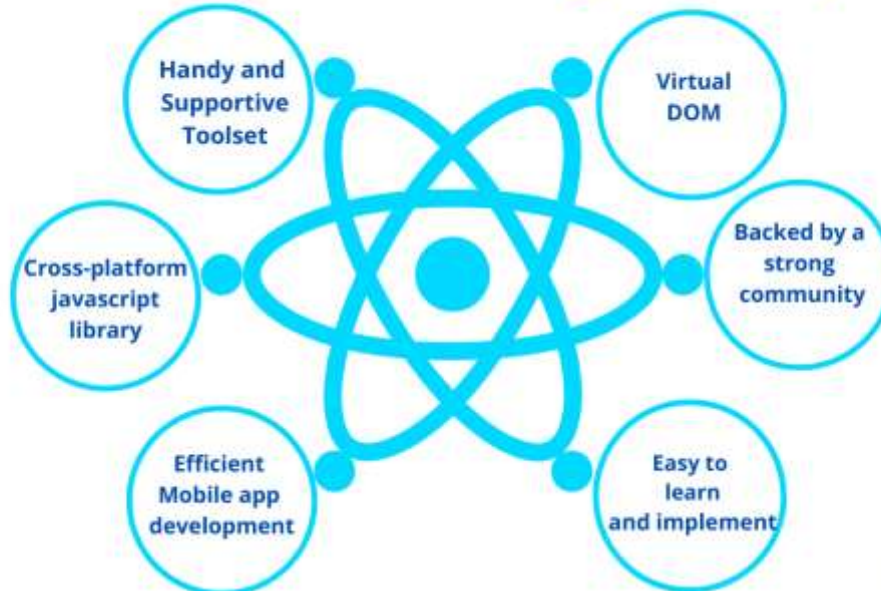 Handy and
Supportive
Toolset
Virtual
DOM
Cross-platform
javascript
library
Backed by a
strong
community
Efficient
Mobile app
development
Easy to
learn
and implement